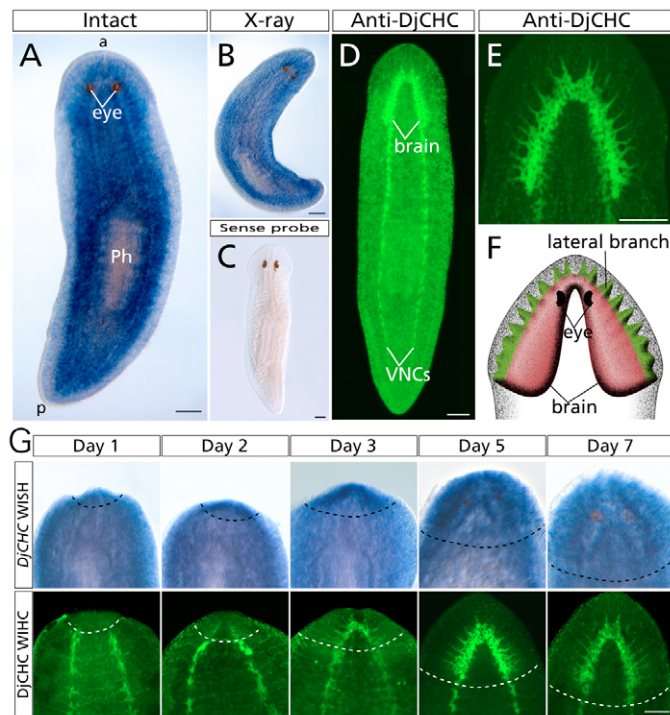 Intact
X-ray
Anti-DjCHC
Anti-DjCHC
A
a
eye
Ph
p
B
Sense probe
C
D
brain
VNCs
E
F
lateral branch
eye
brain
G
Day 1
Day 2
Day 3
Day 5
Day 7
DjCHC WISH
DjCHC WIHC